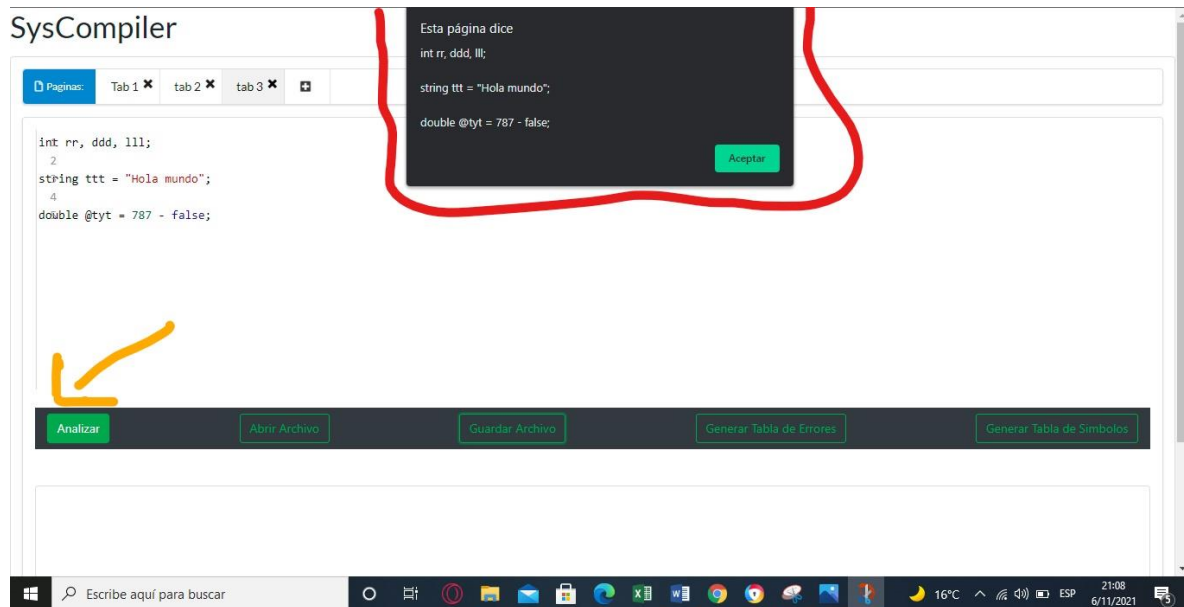 SysCompiler
Esta página dice
int rr, ddd, lll;
string ttt = "Hola mundo";
double @tyt = 787 - false;
Aceptar
Paginas:
Tab 1
tab 2
tab 3
int rr, ddd, lll;
2
string ttt = "Hola mundo";
4
double @tyt = 787 - false;
Analizar
Abrir Archivo
Guardar Archivo
Generar Tabla de Errores
Generar Tabla de Simbolos
Escribe aquí para buscar
16°C
ESP
21:08
6/11/2021
5